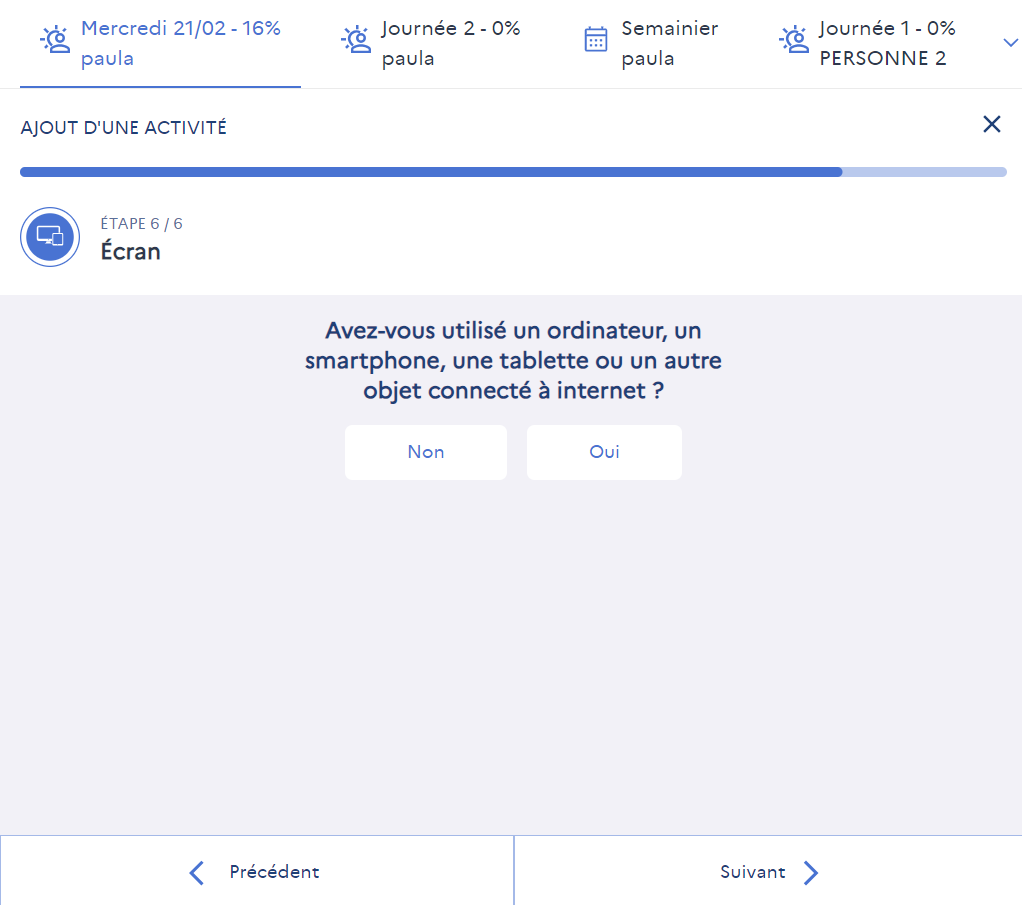 Mercredi 21/02 - 16%
paula
Journée 2 - 0%
paula
Semainier
paula
Journée 1 - 0%
PERSONNE 2
AJOUT D'UNE ACTIVITÉ
ÉTAPE 6 / 6
Écran
Avez-vous utilisé un ordinateur, un
smartphone, une tablette ou un autre
objet connecté à internet ?
Non
Oui
Précédent
Suivant